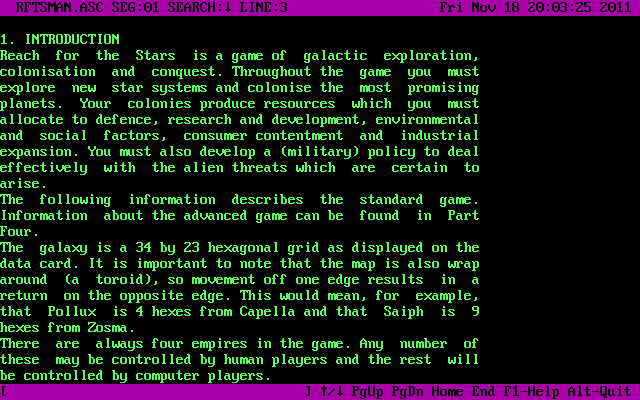 RFTSMAN.ASC SEG:01 SEARCH:↓ LINE:3 Fri Nov 18 20:03:25 2011
1. INTRODUCTION
Reach for the Stars is a game of galactic exploration,
colonisation and conquest. Throughout the game you must
explore new star systems and colonise the most promising
planets. Your colonies produce resources which you must
allocate to defence, research and development, environmental
and social factors, consumer contentment and industrial
expansion. You must also develop a (military) policy to deal
effectively with the alien threats which are certain to
arise.
The following information describes the standard game.
Information about the advanced game can be found in Part
Four.
The galaxy is a 34 by 23 hexagonal grid as displayed on the
data card. It is important to note that the map is also wrap
around (a toroid), so movement off one edge results in a
return on the opposite edge. This would mean, for example,
that Pollux is 4 hexes from Capella and that Saiph is 9
hexes from Zosma.
There are always four empires in the game. Any number of
these may be controlled by human players and the rest will
be controlled by computer players.
[ ] ↑/↓ PgUp PgDn Home End F1-Help Alt-Quit